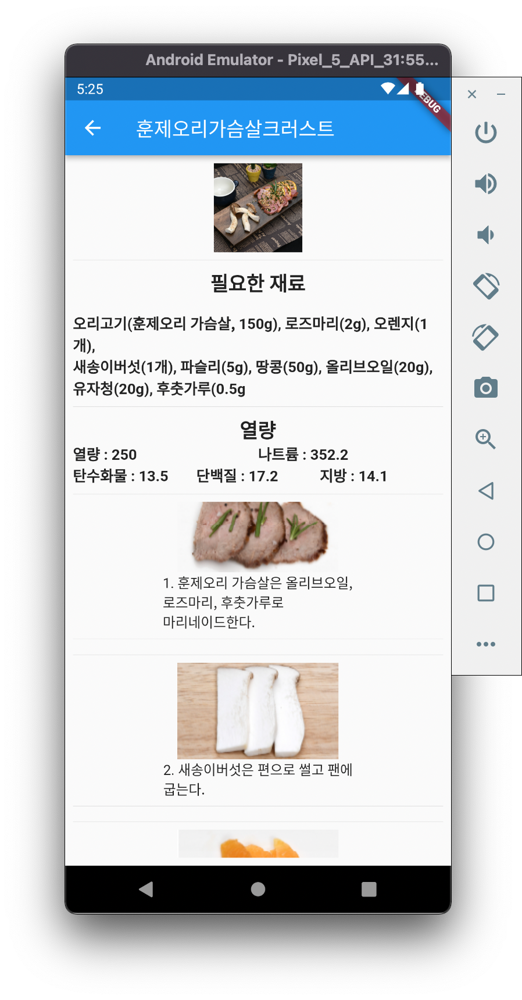 Android Emulator - Pixel_5_API_31:55...
5:25
훈제오리가슴살크러스트
필요한 재료
오리고기(훈제오리 가슴살, 150g), 로즈마리(2g), 오렌지(1
개),
새송이버섯(1개), 파슬리(5g), 땅콩(50g), 올리브오일(20g),
유자청(20g), 후춧가루(0.5g
열량
열량 : 250 나트륨 : 352.2
탄수화물 : 13.5 단백질 : 17.2 지방 : 14.1
1. 훈제오리 가슴살은 올리브오일,
로즈마리, 후춧가루로
마리네이드한다.
2. 새송이버섯은 편으로 썰고 팬에
굽는다.